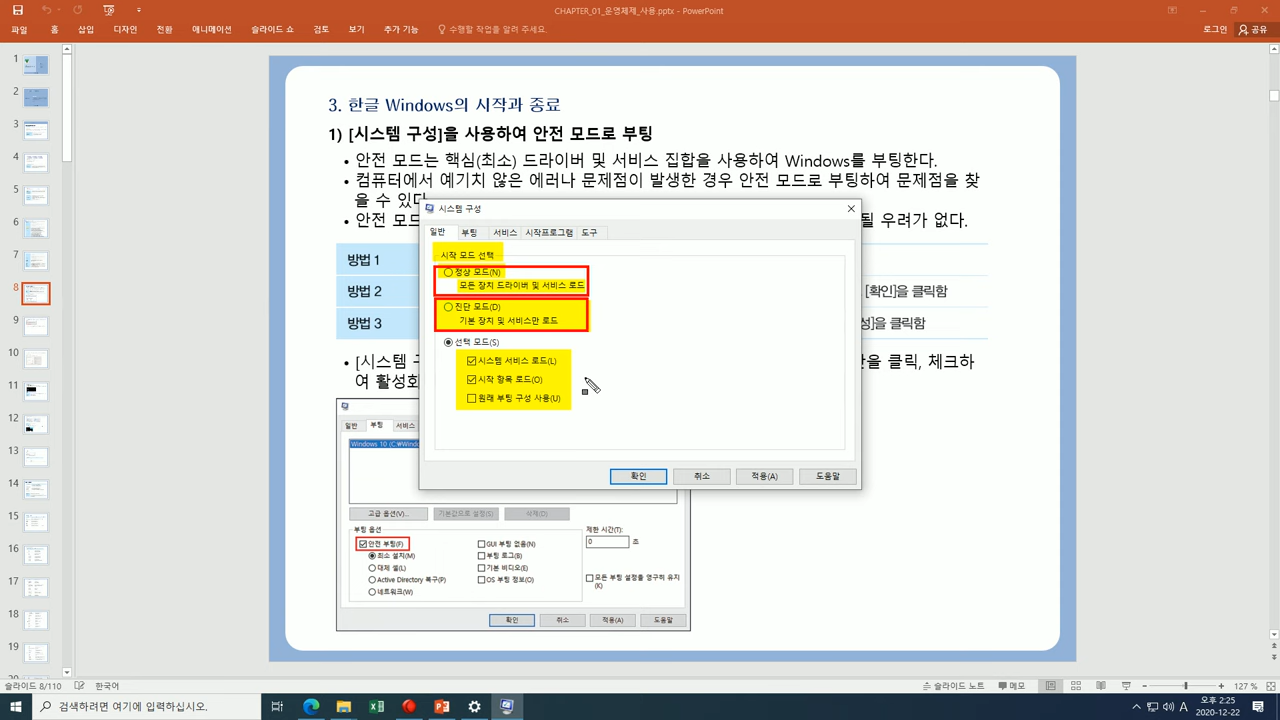 CHAPTER_01_운영체제_사용.pptx - PowerPoint
파일 홈 삽입 디자인 전환 애니메이션 슬라이드 쇼 검토 보기 추가 기능 수행할 작업을 알려 주세요. 로그인 공유
1
2
3
4
5
6
7
8
9
10
11
12
13
14
15
16
17
18
19
3. 한글 Windows의 시작과 종료
1) [시스템 구성]을 사용하여 안전 모드로 부팅
• 안전 모드는 핵심(최소) 드라이버 및 서비스 집합을 사용하여 Windows를 부팅한다.
• 컴퓨터에서 예기치 않은 에러나 문제점이 발생한 경우 안전 모드로 부팅하여 문제점을 찾
을 수 있다
• 안전 모드 될 우려가 없다.
방법 1
방법 2 [확인]을 클릭함
방법 3 성]을 클릭함
• [시스템 구 을 클릭, 체크하
여 활성화
시스템 구성
일반 부팅 서비스 시작프로그램 도구
시작 모드 선택
정상 모드(N)
모든 장치 드라이버 및 서비스 로드
진단 모드(D)
기본 장치 및 서비스만 로드
선택 모드(S)
시스템 서비스 로드(L)
시작 항목 로드(O)
원래 부팅 구성 사용(U)
확인 취소 적용(A) 도움말
일반 부팅 서비스
Windows 10 (C:₩Windo
고급 옵션(V)... 기본값으로 설정(S) 삭제(D)
부팅 옵션 제한 시간(T):
안전 부팅(F) GUI 부팅 없음(N) 0 초
최소 설치(M) 부팅 로그(B)
대체 셸(L) 기본 비디오(E)
Active Directory 복구(P) OS 부팅 정보(O) 모든 부팅 설정을 영구히 유지
(K)
네트워크(W)
확인 취소 적용(A) 도움말
슬라이드 8/110 한국어 슬라이드 노트 메모 127 %
검색하려면 여기에 입력하십시오. A 오후 2:25
2020-12-22